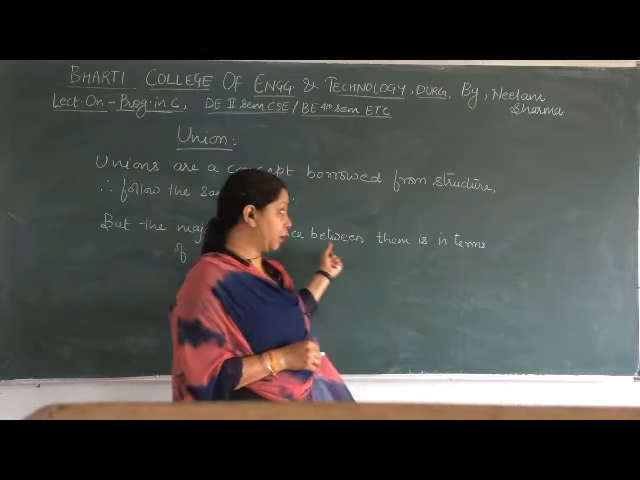 BHARTI COLLEGE OF ENGG. & TECHNOLOGY, DURG. By, Neelam Sharma
Lect. On - Prog. in C, DE II sem CSE / BE 4th sem ETC
Union:
Unions are a concept borrowed from structure,
∴ follow the
But the between them is in terms
of